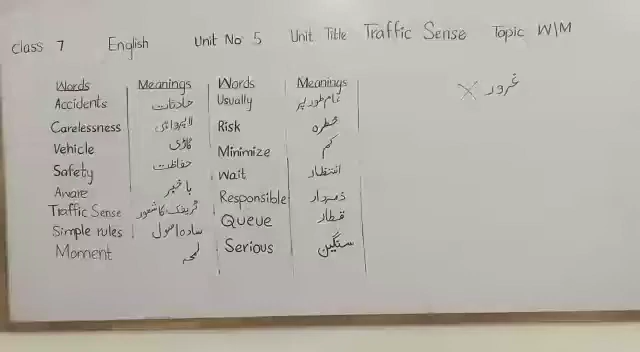 Class 7 English Unit No 5 Unit Title Traffic Sense Topic W/M
Words Meanings Words Meanings
Accidents حادثات Usually عام طور پر
Carelessness لاپرواہی Risk خطرہ
Vehicle گاڑی Minimize کم
Safety حفاظت Wait انتظار
Aware باخبر Responsible ذمہ دار
Traffic Sense ٹریفک کا شعور Queue قطار
Simple rules سادہ اصول Serious سنگین
Moment لمحہ
غرور X